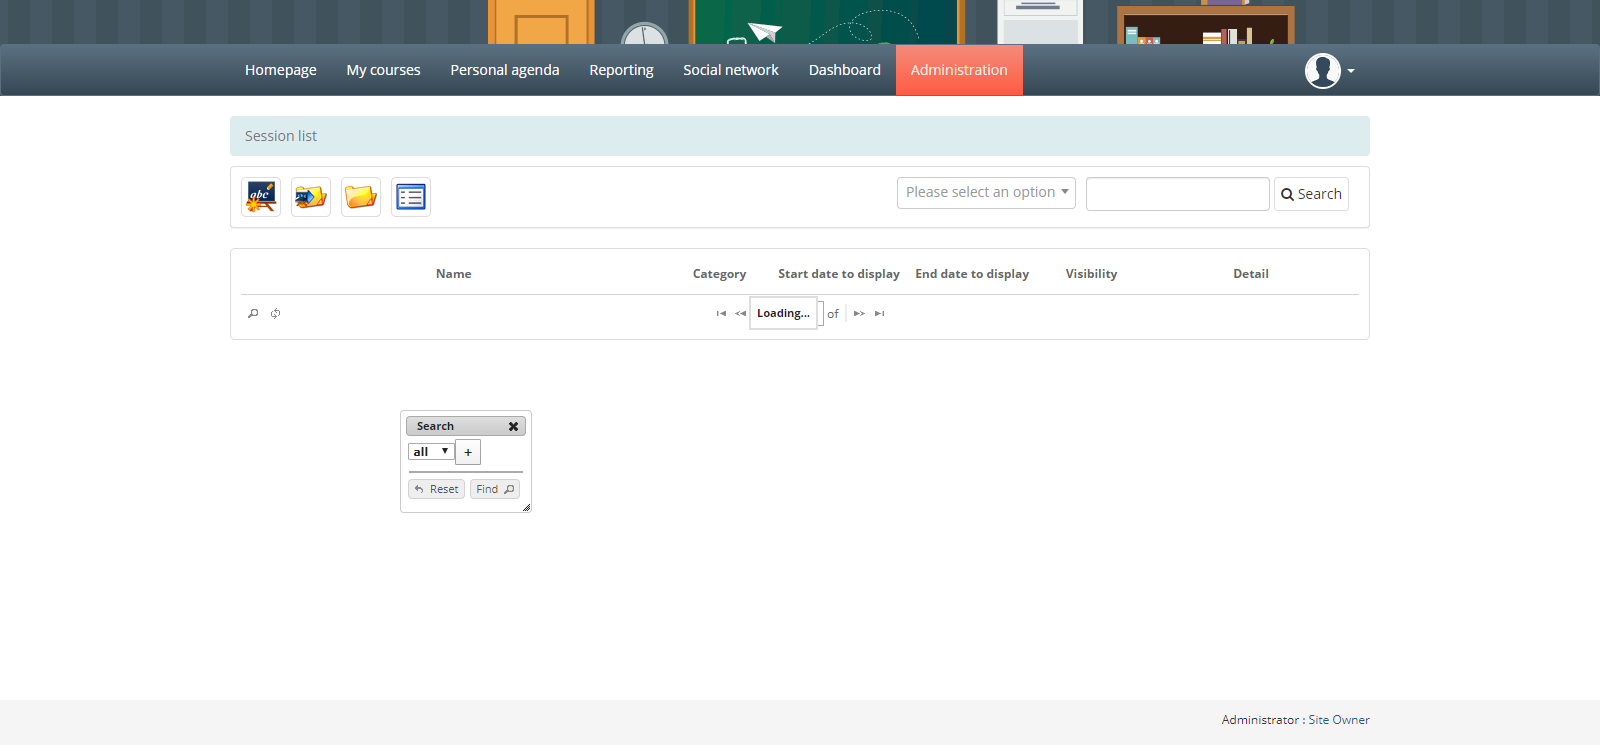 Homepage My courses Personal agenda Reporting Social network Dashboard Administration
Session list
abc Please select an option Search
Name Category Start date to display End date to display Visibility Detail
Loading... of
Search
all +
Reset Find
Administrator : Site Owner